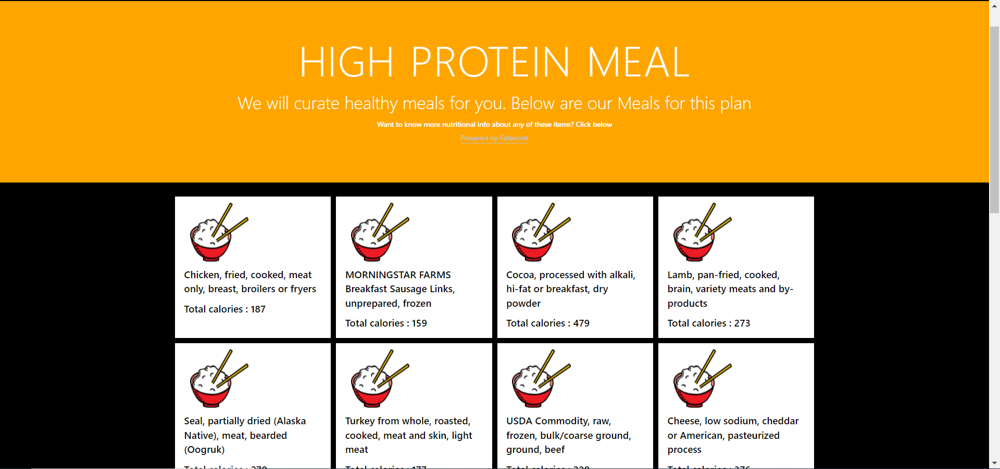 HIGH PROTEIN MEAL
We will curate healthy meals for you. Below are our Meals for this plan
Want to know more nutritional info about any of these items? Click below
Powered by Fatsecret
Chicken, fried, cooked, meat
only, breast, broilers or fryers
Total calories : 187
MORNINGSTAR FARMS
Breakfast Sausage Links,
unprepared, frozen
Total calories : 159
Cocoa, processed with alkali,
hi-fat or breakfast, dry
powder
Total calories : 479
Lamb, pan-fried, cooked,
brain, variety meats and by-
products
Total calories : 273
Seal, partially dried (Alaska
Native), meat, bearded
(Oogruk)
Total calories :
Turkey from whole, roasted,
cooked, meat and skin, light
meat
Total calories : 177
USDA Commodity, raw,
frozen, bulk/coarse ground,
ground, beef
Total calories :
Cheese, low sodium, cheddar
or American, pasteurized
process
Total calories : 376